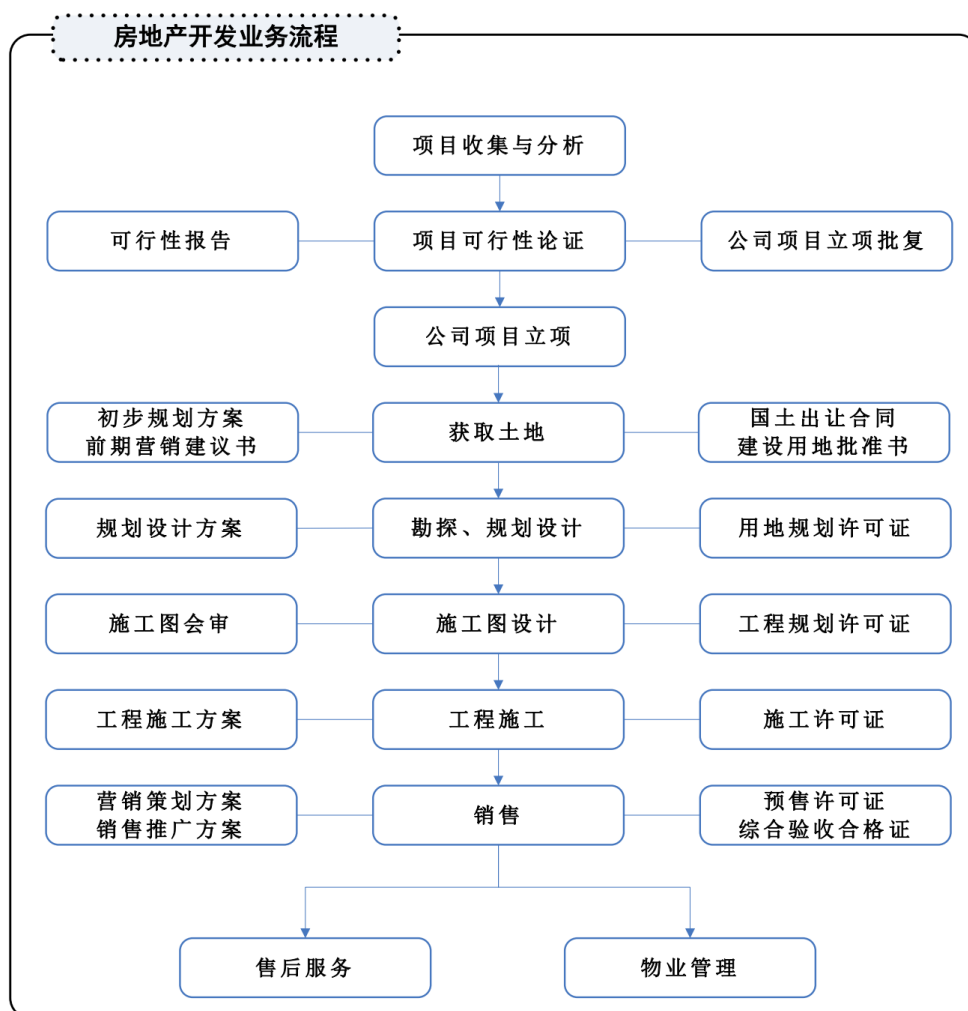 房地产开发业务流程
项目收集与分析
可行性报告
项目可行性论证
公司项目立项批复
公司项目立项
初步规划方案
前期营销建议书
获取土地
国土出让合同
建设用地批准书
规划设计方案
勘探、规划设计
用地规划许可证
施工图会审
施工图设计
工程规划许可证
工程施工方案
工程施工
施工许可证
营销策划方案
销售推广方案
销售
预售许可证
综合验收合格证
售后服务
物业管理